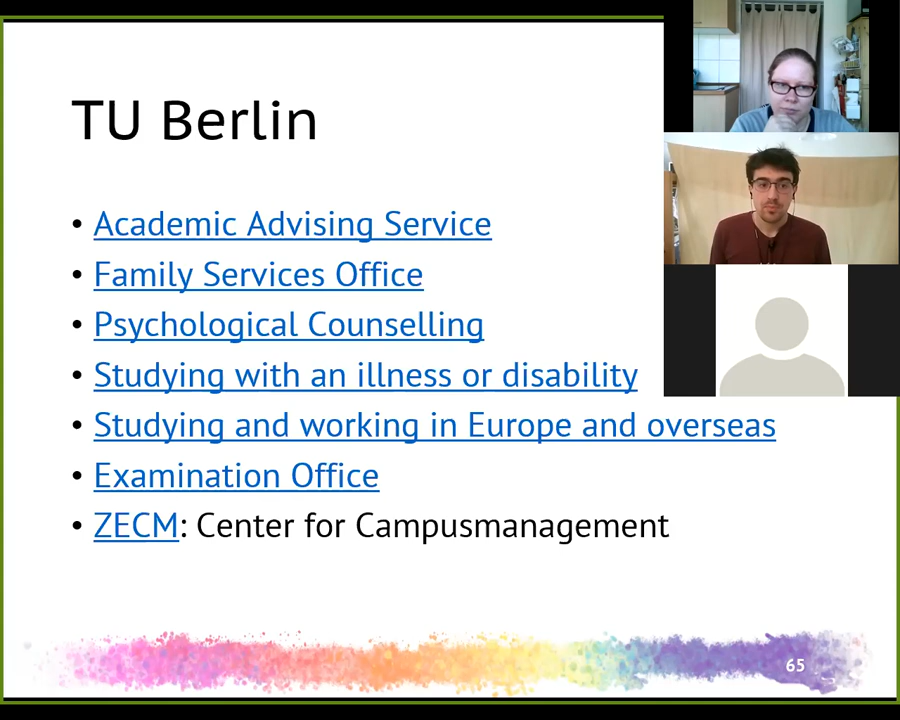 TU Berlin
• Academic Advising Service
• Family Services Office
• Psychological Counselling
• Studying with an illness or disability
• Studying and working in Europe and overseas
• Examination Office
• ZECM: Center for Campusmanagement
65